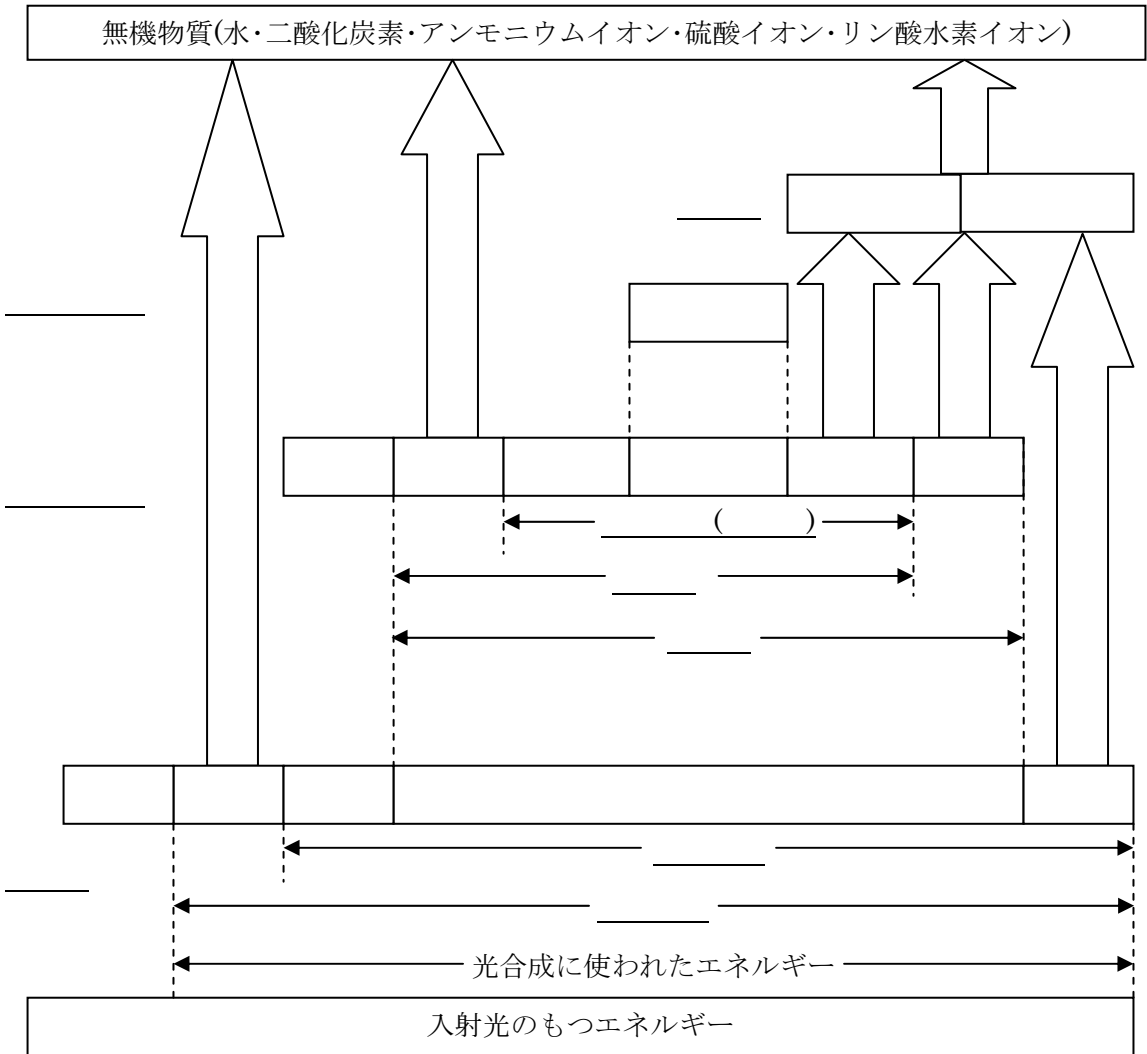 無機物質(水・二酸化炭素・アンモニウムイオン・硫酸イオン・リン酸水素イオン)
(　　)
光合成に使われたエネルギー
入射光のもつエネルギー